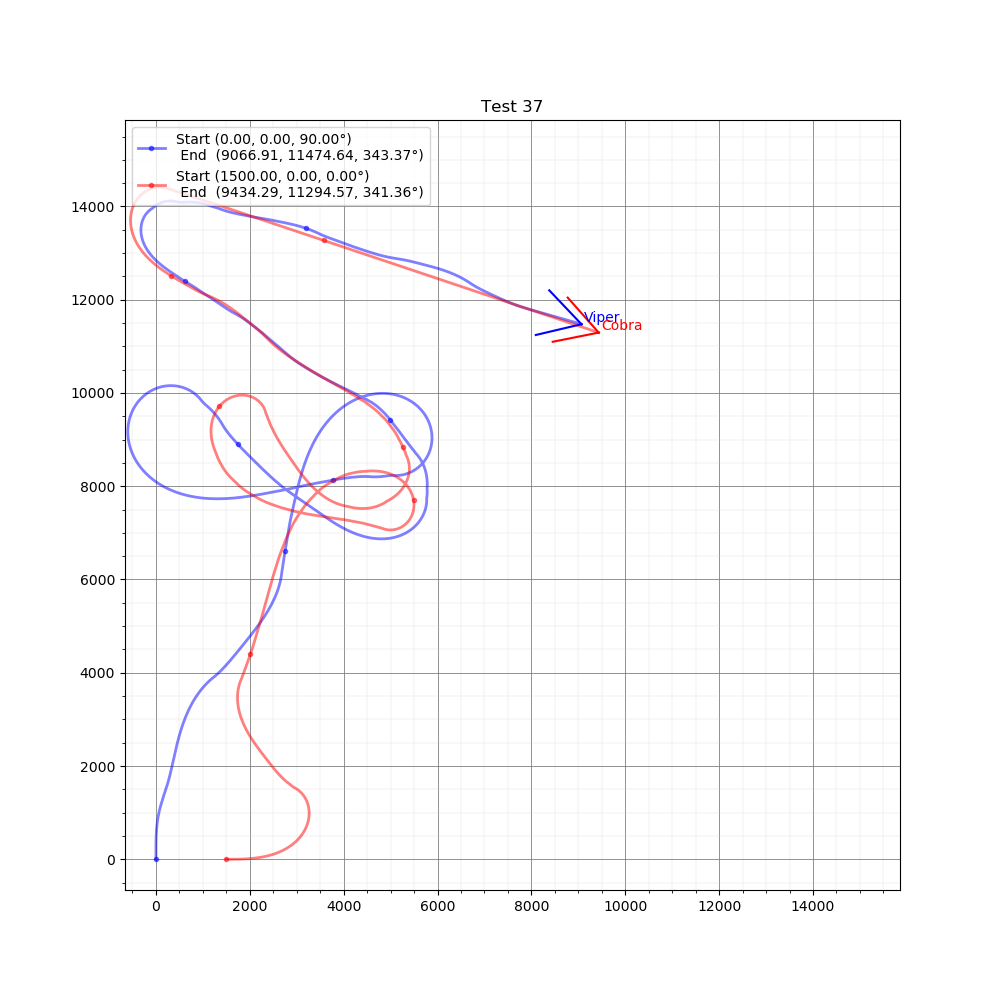 Test 37
Start (0.00, 0.00, 90.00°)
End  (9066.91, 11474.64, 343.37°)
Start (1500.00, 0.00, 0.00°)
End  (9434.29, 11294.57, 341.36°)
14000
12000
10000
8000
6000
4000
2000
0
Viper
Cobra
0 2000 4000 6000 8000 10000 12000 14000